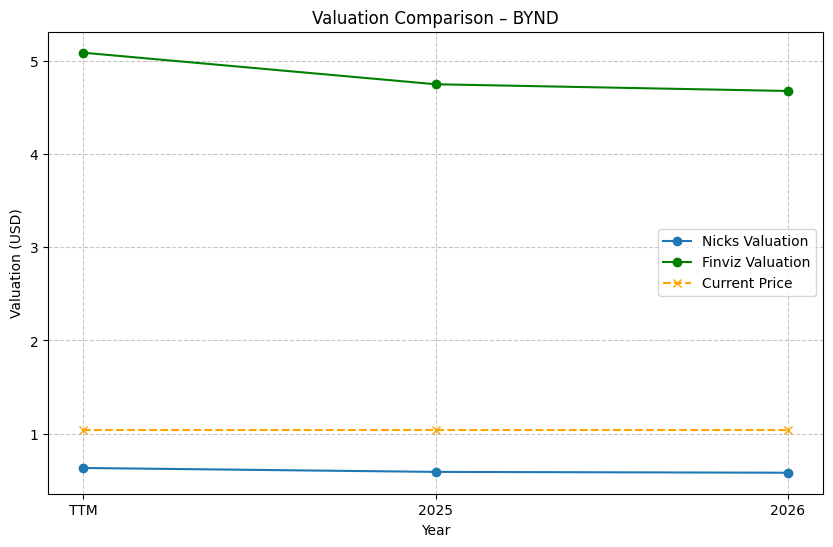 Valuation Comparison – BYND
Valuation (USD)
5
4
3
2
1
Nicks Valuation
Finviz Valuation
Current Price
TTM
2025
2026
Year